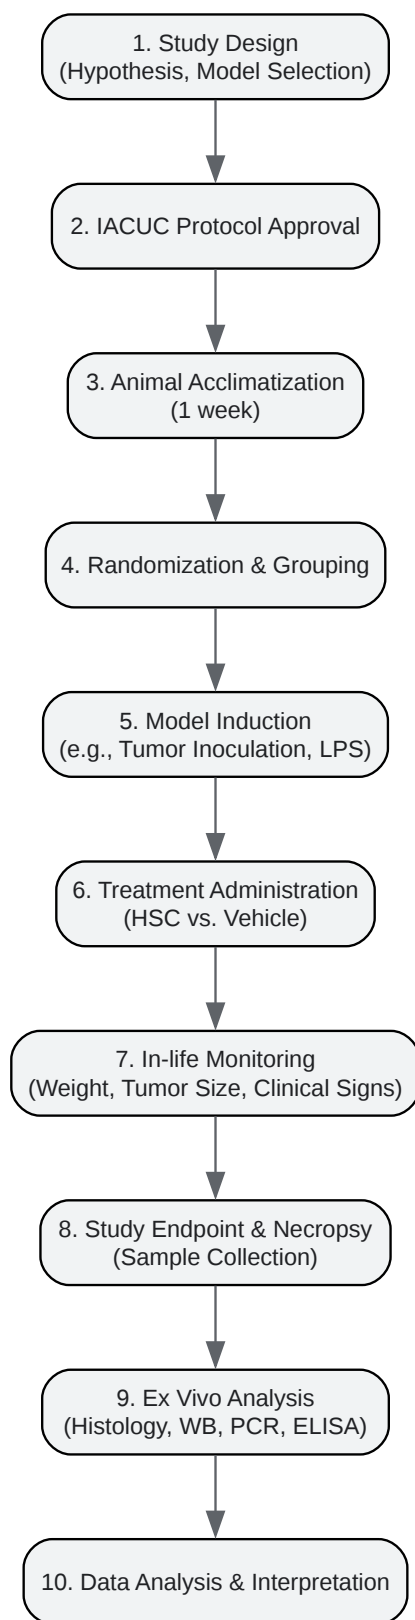 1. Study Design
(Hypothesis, Model Selection)
2. IACUC Protocol Approval
3. Animal Acclimatization
(1 week)
4. Randomization & Grouping
5. Model Induction
(e.g., Tumor Inoculation, LPS)
6. Treatment Administration
(HSC vs. Vehicle)
7. In-life Monitoring
(Weight, Tumor Size, Clinical Signs)
8. Study Endpoint & Necropsy
(Sample Collection)
9. Ex Vivo Analysis
(Histology, WB, PCR, ELISA)
10. Data Analysis & Interpretation